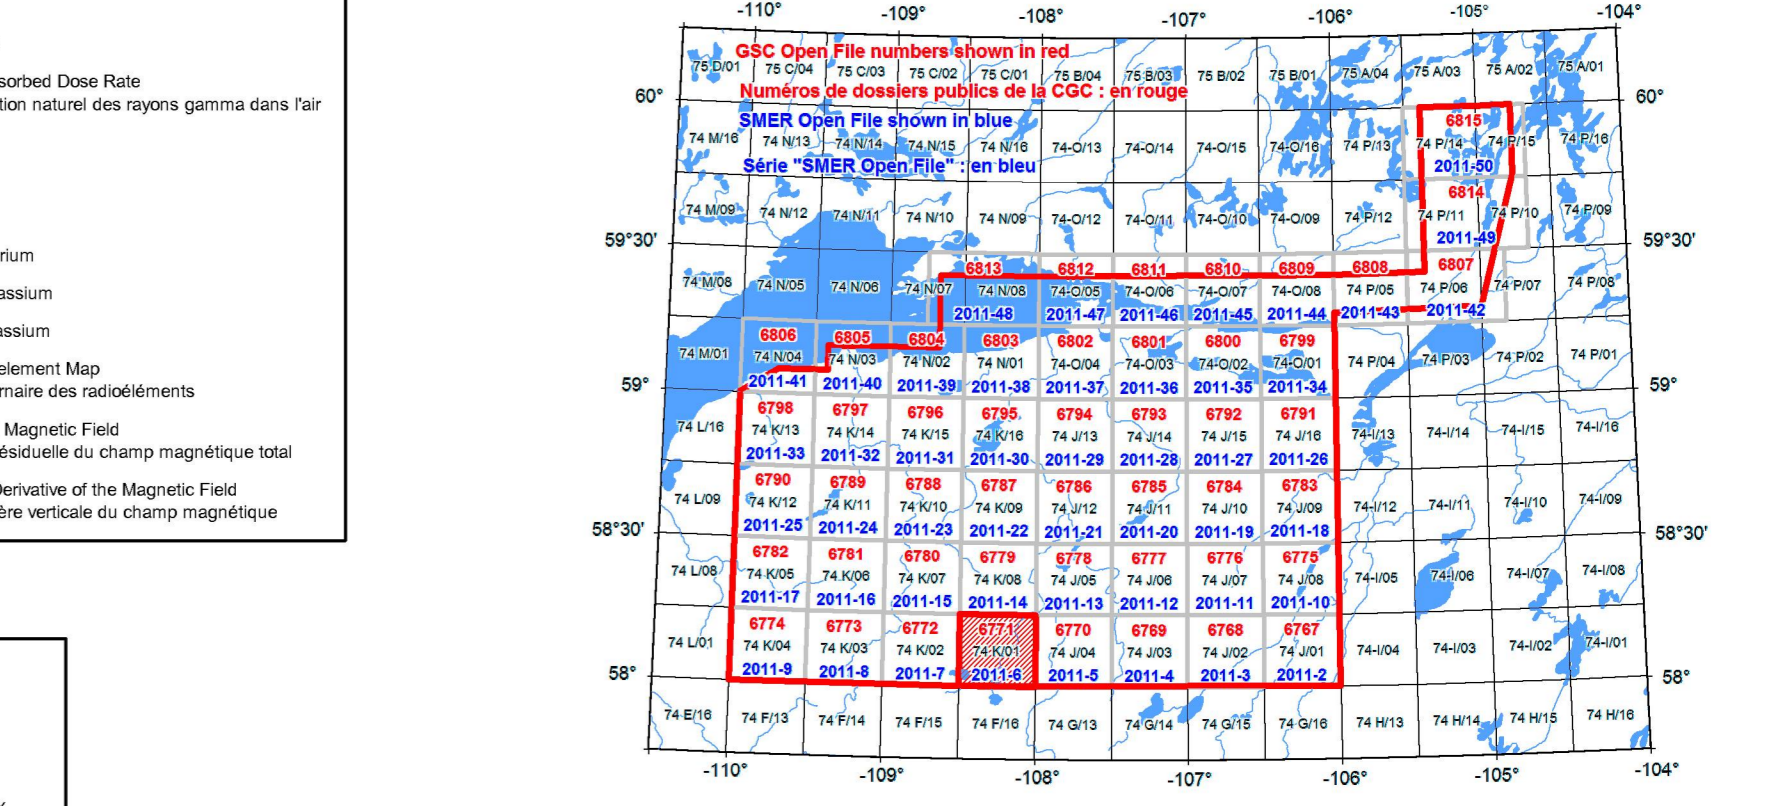 sorbed Dose Rate
tion naturel des rayons gamma dans l'air
rium
assium
assium
element Map
rnaire des radioéléments
Magnetic Field
ésiduelle du champ magnétique total
Derivative of the Magnetic Field
ère verticale du champ magnétique
-110° -109° -108° -107° -106° -105° -104°
GSC Open File numbers shown in red
75 D/01 75 C/04 75 C/03 75 C/02 75 C/01 75 B/04 75 B/03 75 B/02 75 B/01 75 A/04 75 A/03 75 A/02 75 A/01
Numéros de dossiers publics de la CGC : en rouge
60° 60°
SMER Open File shown in blue
6815
74 M/16 74 N/13 74 N/14 74 N/15 74 N/16 74-O/13 74-O/14 74-O/15 74-O/16 74 P/13 74 P/14 74 P/15 74 P/16
Série "SMER Open File" : en bleu
2011-50
6814
74 M/09 74 N/12 74 N/11 74 N/10 74 N/09 74-O/12 74-O/11 74-O/10 74-O/09 74 P/12 74 P/11 74 P/10 74 P/09
2011-49
59°30' 59°30'
6813 6812 6811 6810 6809 6808 6807
74 M/08 74 N/05 74 N/06 74 N/07 74 N/08 74-O/05 74-O/06 74-O/07 74-O/08 74 P/05 74 P/06 74 P/07 74 P/08
2011-48 2011-47 2011-46 2011-45 2011-44 2011-43 2011-42
6806 6805 6804 6803 6802 6801 6800 6799
74 M/01 74 N/04 74 N/03 74 N/02 74 N/01 74-O/04 74-O/03 74-O/02 74-O/01 74 P/04 74 P/03 74 P/02 74 P/01
59° 2011-41 2011-40 2011-39 2011-38 2011-37 2011-36 2011-35 2011-34 59°
6798 6797 6796 6795 6794 6793 6792 6791
74 L/16 74 K/13 74 K/14 74 K/15 74 K/16 74 J/13 74 J/14 74 J/15 74 J/16 74-I/13 74-I/14 74-I/15 74-I/16
2011-33 2011-32 2011-31 2011-30 2011-29 2011-28 2011-27 2011-26
6790 6789 6788 6787 6786 6785 6784 6783
74 L/09 74 K/12 74 K/11 74 K/10 74 K/09 74 J/12 74 J/11 74 J/10 74 J/09 74-I/12 74-I/11 74-I/10 74-I/09
58°30' 2011-25 2011-24 2011-23 2011-22 2011-21 2011-20 2011-19 2011-18 58°30'
6782 6781 6780 6779 6778 6777 6776 6775
74 L/08 74 K/05 74 K/06 74 K/07 74 K/08 74 J/05 74 J/06 74 J/07 74 J/08 74-I/05 74-I/06 74-I/07 74-I/08
2011-17 2011-16 2011-15 2011-14 2011-13 2011-12 2011-11 2011-10
6774 6773 6772 6771 6770 6769 6768 6767
74 L/01 74 K/04 74 K/03 74 K/02 74 K/01 74 J/04 74 J/03 74 J/02 74 J/01 74-I/04 74-I/03 74-I/02 74-I/01
58° 2011-9 2011-8 2011-7 2011-6 2011-5 2011-4 2011-3 2011-2 58°
74 E/16 74 F/13 74 F/14 74 F/15 74 F/16 74 G/13 74 G/14 74 G/15 74 G/16 74 H/13 74 H/14 74 H/15 74 H/16
-110° -109° -108° -107° -106° -105° -104°